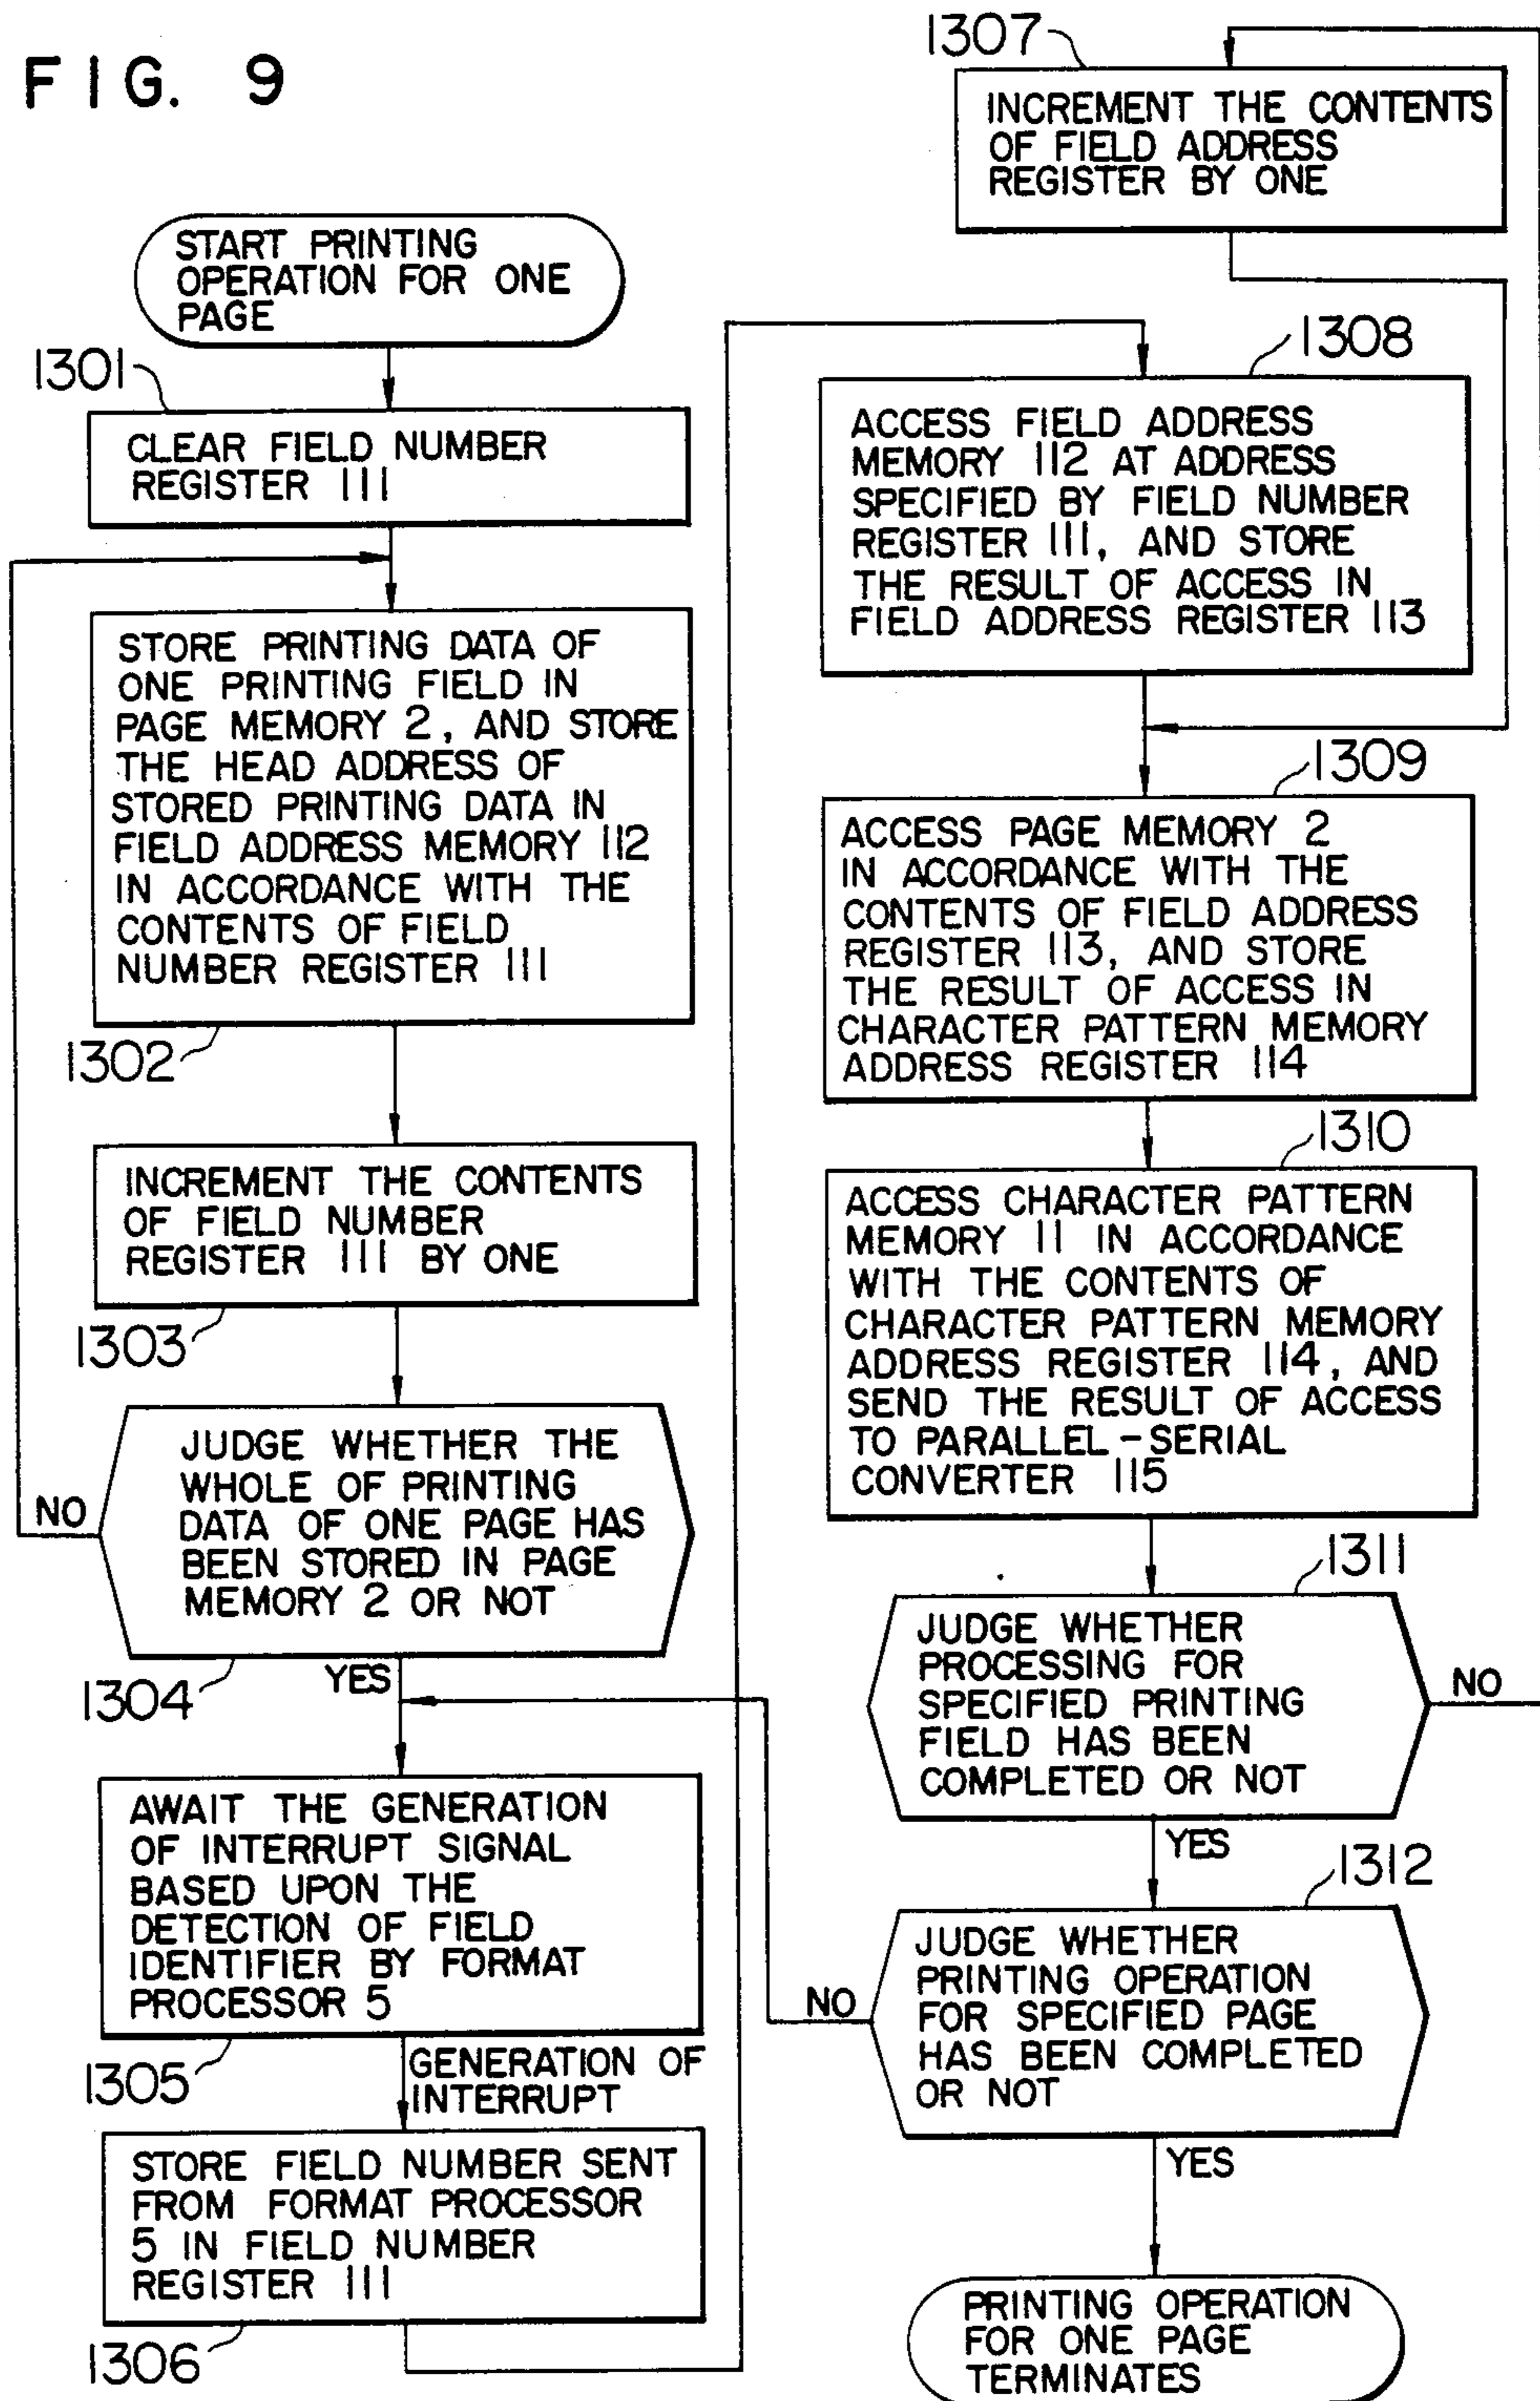 FIG. 9
START PRINTING
OPERATION FOR ONE
PAGE
1301
CLEAR FIELD NUMBER
REGISTER 111
STORE PRINTING DATA OF
ONE PRINTING FIELD IN
PAGE MEMORY 2, AND STORE
THE HEAD ADDRESS OF
STORED PRINTING DATA IN
FIELD ADDRESS MEMORY 112
IN ACCORDANCE WITH THE
CONTENTS OF FIELD
NUMBER REGISTER 111
1302
INCREMENT THE CONTENTS
OF FIELD NUMBER
REGISTER 111 BY ONE
1303
JUDGE WHETHER THE
WHOLE OF PRINTING
DATA OF ONE PAGE HAS
BEEN STORED IN PAGE
MEMORY 2 OR NOT
NO
1304
YES
AWAIT THE GENERATION
OF INTERRUPT SIGNAL
BASED UPON THE
DETECTION OF FIELD
IDENTIFIER BY FORMAT
PROCESSOR 5
1305
GENERATION OF
INTERRUPT
STORE FIELD NUMBER SENT
FROM FORMAT PROCESSOR
5 IN FIELD NUMBER
REGISTER 111
1306
1307
INCREMENT THE CONTENTS
OF FIELD ADDRESS
REGISTER BY ONE
1308
ACCESS FIELD ADDRESS
MEMORY 112 AT ADDRESS
SPECIFIED BY FIELD NUMBER
REGISTER 111, AND STORE
THE RESULT OF ACCESS IN
FIELD ADDRESS REGISTER 113
1309
ACCESS PAGE MEMORY 2
IN ACCORDANCE WITH THE
CONTENTS OF FIELD ADDRESS
REGISTER 113, AND STORE
THE RESULT OF ACCESS IN
CHARACTER PATTERN MEMORY
ADDRESS REGISTER 114
1310
ACCESS CHARACTER PATTERN
MEMORY 11 IN ACCORDANCE
WITH THE CONTENTS OF
CHARACTER PATTERN MEMORY
ADDRESS REGISTER 114, AND
SEND THE RESULT OF ACCESS
TO PARALLEL-SERIAL
CONVERTER 115
1311
JUDGE WHETHER
PROCESSING FOR
SPECIFIED PRINTING
FIELD HAS BEEN
COMPLETED OR NOT
NO
YES
1312
JUDGE WHETHER
PRINTING OPERATION
FOR SPECIFIED PAGE
HAS BEEN COMPLETED
OR NOT
NO
YES
PRINTING OPERATION
FOR ONE PAGE
TERMINATES